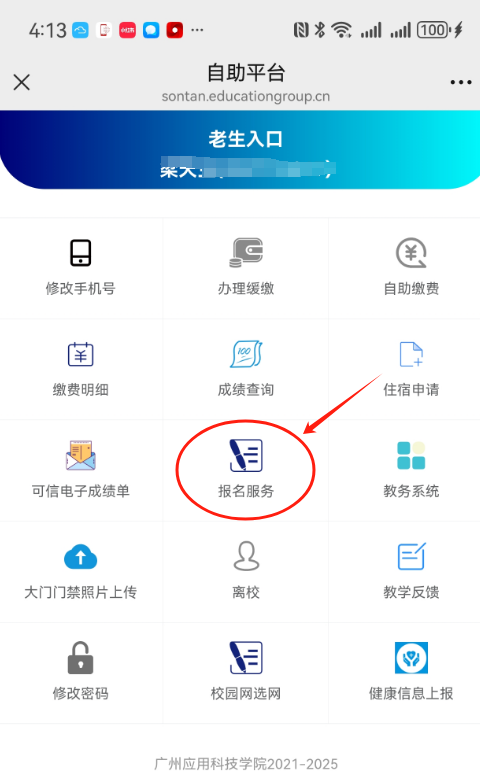 4:13
100
自助平台
sontan.educationgroup.cn
老生入口
修改手机号 办理缓缴 自助缴费
缴费明细 成绩查询 住宿申请
可信电子成绩单 报名服务 教务系统
大门门禁照片上传 离校 教学反馈
修改密码 校园网选网 健康信息上报
广州应用科技学院2021-2025